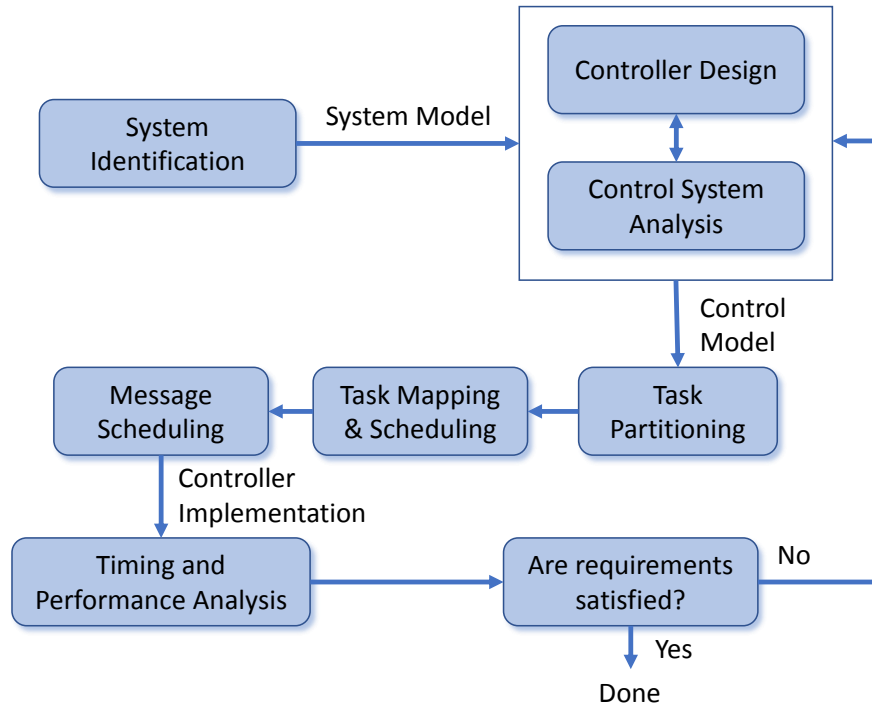 System
Identification
System Model
Controller Design
Control System
Analysis
Control
Model
Task
Partitioning
Task Mapping
& Scheduling
Message
Scheduling
Controller
Implementation
Timing and
Performance Analysis
Are requirements
satisfied?
No
Yes
Done